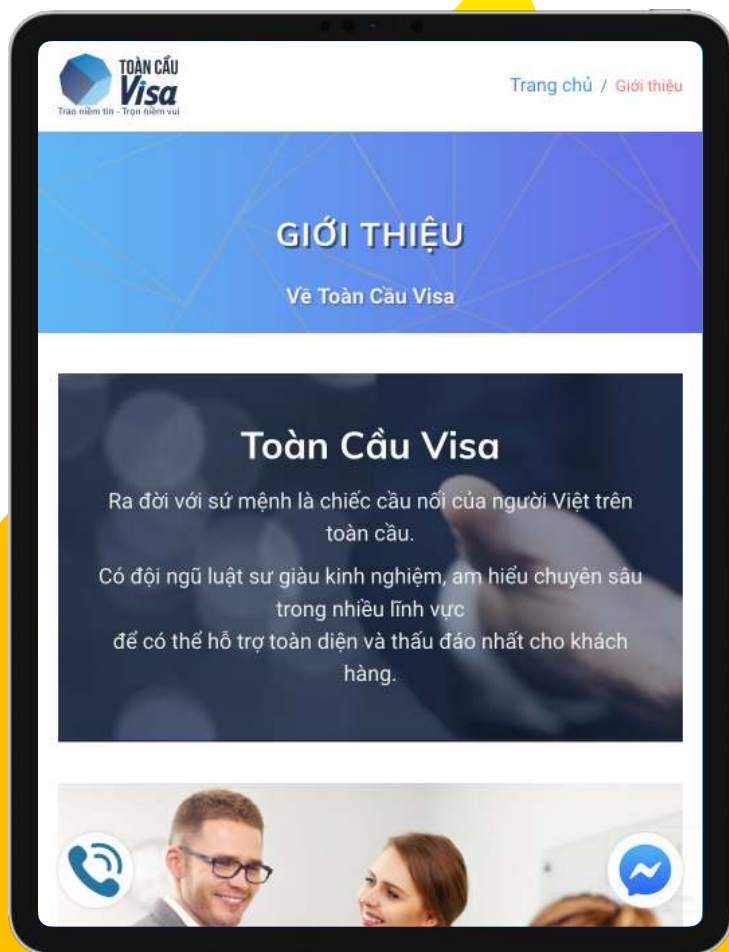 TOÀN CẦU
Visa
Trao niềm tin - Trọn niềm vui
Trang chủ / Giới thiệu
GIỚI THIỆU
Về Toàn Cầu Visa
Toàn Cầu Visa
Ra đời với sứ mệnh là chiếc cầu nối của người Việt trên
toàn cầu.
Có đội ngũ luật sư giàu kinh nghiệm, am hiểu chuyên sâu
trong nhiều lĩnh vực
để có thể hỗ trợ toàn diện và thấu đáo nhất cho khách
hàng.